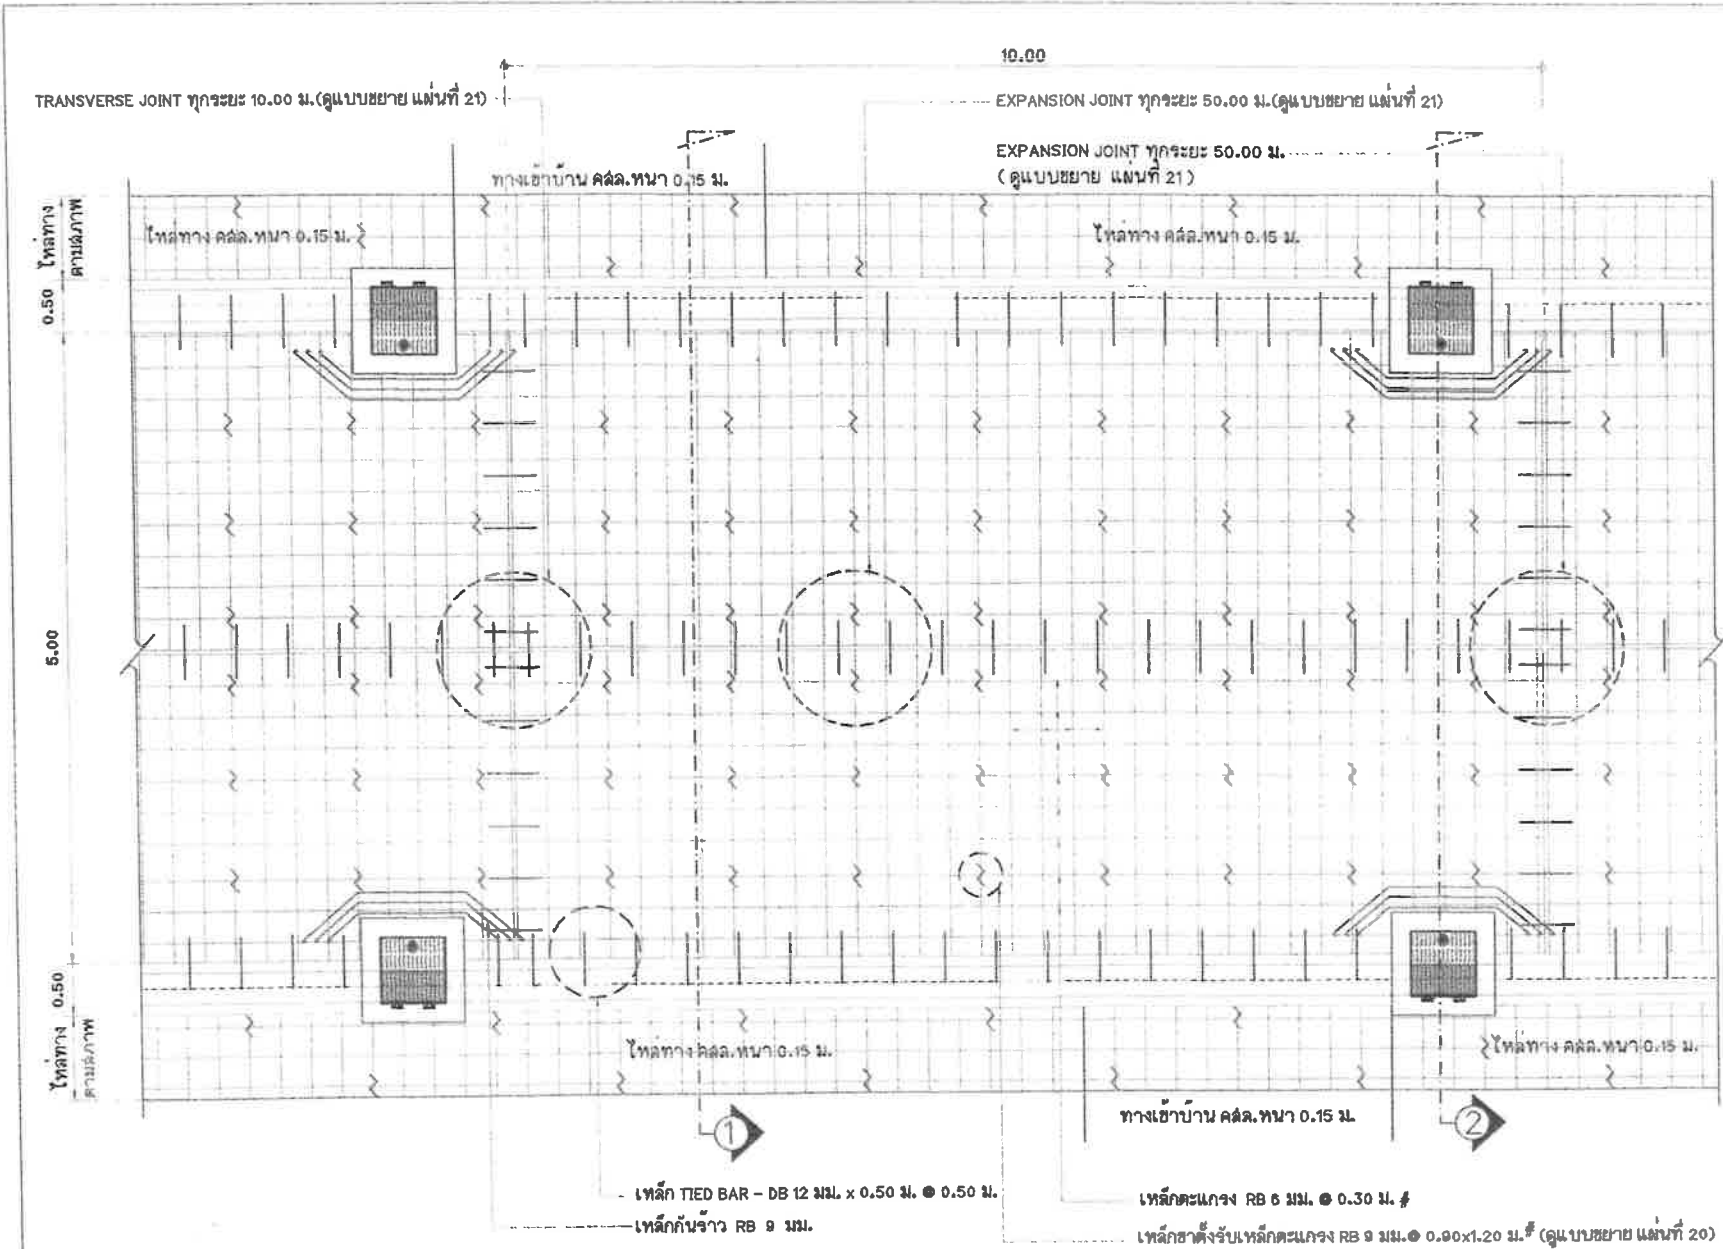 10.00
TRANSVERSE JOINT ทุกระยะ 10.00 ม.(ดูแบบขยาย แผ่นที่ 21)
EXPANSION JOINT ทุกระยะ 50.00 ม.(ดูแบบขยาย แผ่นที่ 21)
EXPANSION JOINT ทุกระยะ 50.00 ม.
(ดูแบบขยาย แผ่นที่ 21)
ทางเข้าบ้าน คสล.หนา 0.15 ม.
ไหล่ทาง
ตามสภาพ
ไหล่ทาง คสล.หนา 0.15 ม.
ไหล่ทาง คสล.หนา 0.15 ม.
0.50
5.00
0.50
ไหล่ทาง
ตามสภาพ
ไหล่ทาง คสล.หนา 0.15 ม.
ไหล่ทาง คสล.หนา 0.15 ม.
ทางเข้าบ้าน คสล.หนา 0.15 ม.
1
2
เหล็ก TIED BAR - DB 12 มม. x 0.50 ม. @ 0.50 ม.
เหล็กตะแกรง RB 6 มม. @ 0.30 ม. #
เหล็กกันร้าว RB 9 มม.
เหล็กขาตั้งรับเหล็กตะแกรง RB 9 มม.@ 0.90x1.20 ม.# (ดูแบบขยาย แผ่นที่ 20)